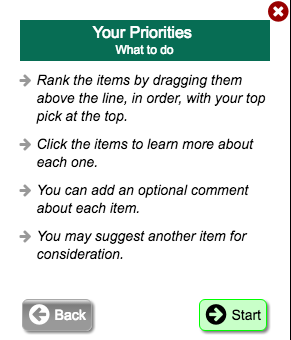 Your Priorities
What to do
Rank the items by dragging them
above the line, in order, with your top
pick at the top.
Click the items to learn more about
each one.
You can add an optional comment
about each item.
You may suggest another item for
consideration.
Back
Start